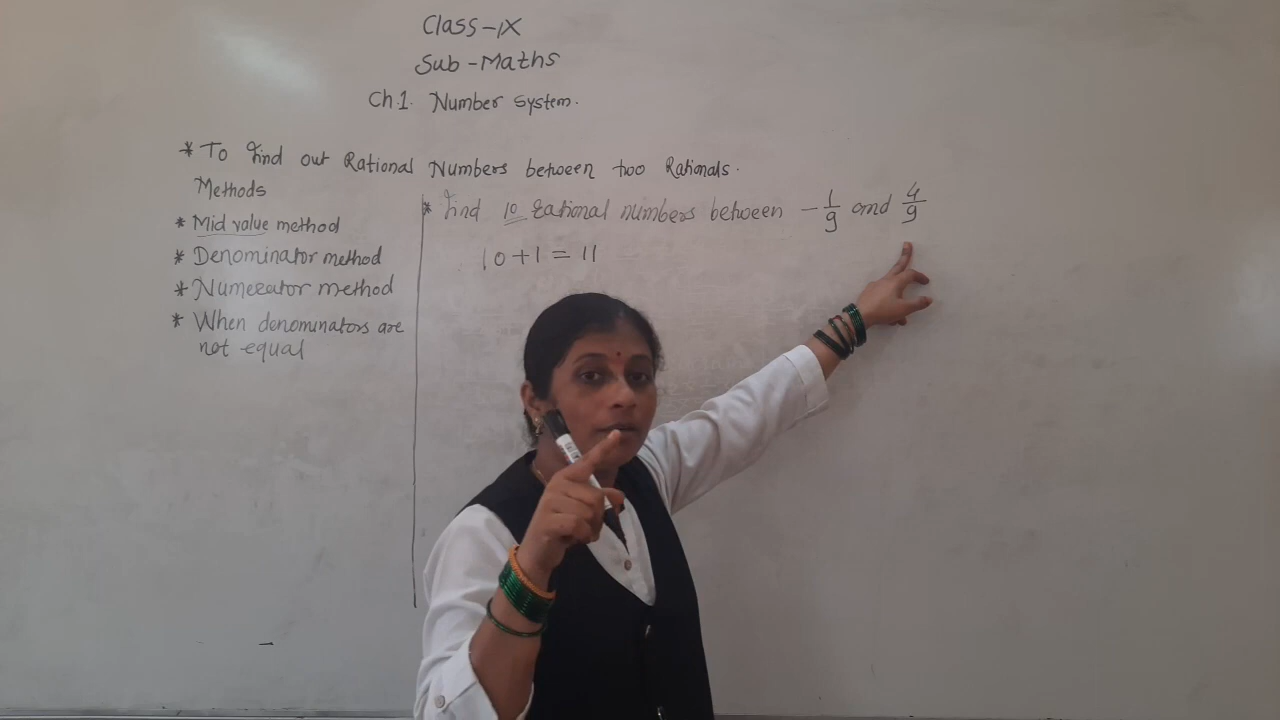 Class-IX
Sub-Maths
Ch.1. Number System.
* To find out Rational Numbers between two Rationals.
Methods
* Mid value method
* Denominator method
* Numerator method
* When denominators are
not equal
* Find 10 rational numbers between -1/9 and 4/9
10+1=11